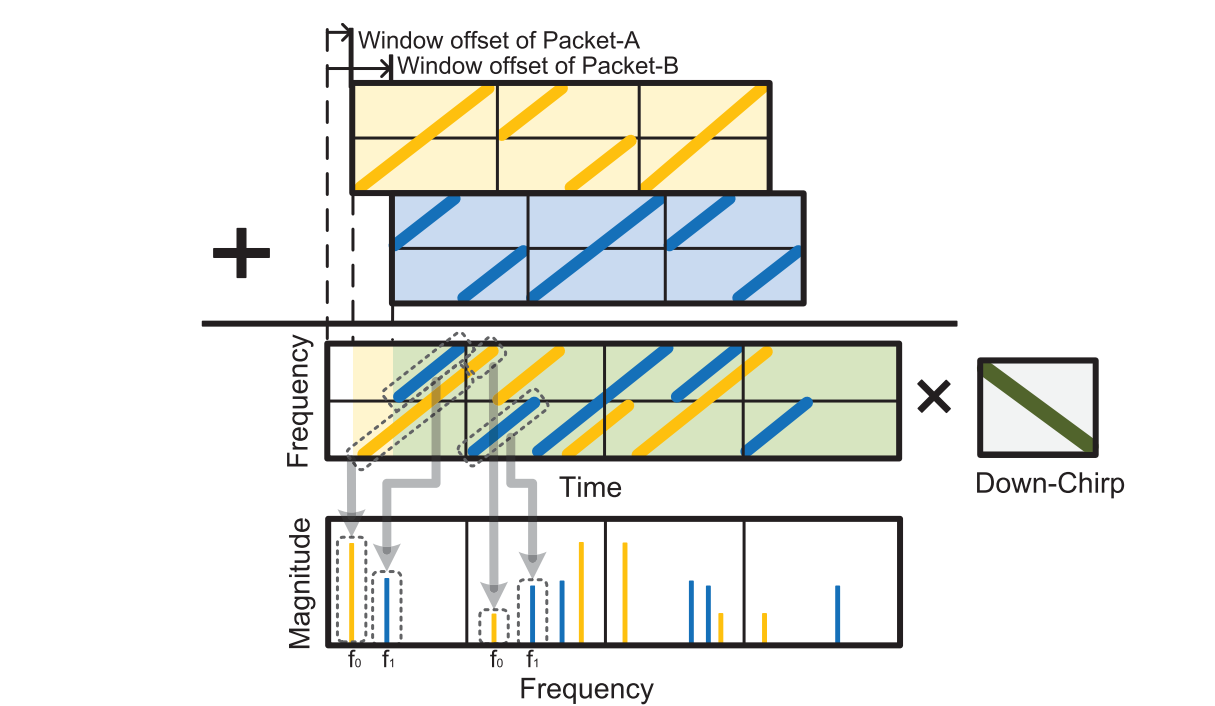 Window offset of Packet-A
Window offset of Packet-B
+
Frequency
×
Time
Down-Chirp
Magnitude
f₀ f₁ f₀ f₁
Frequency